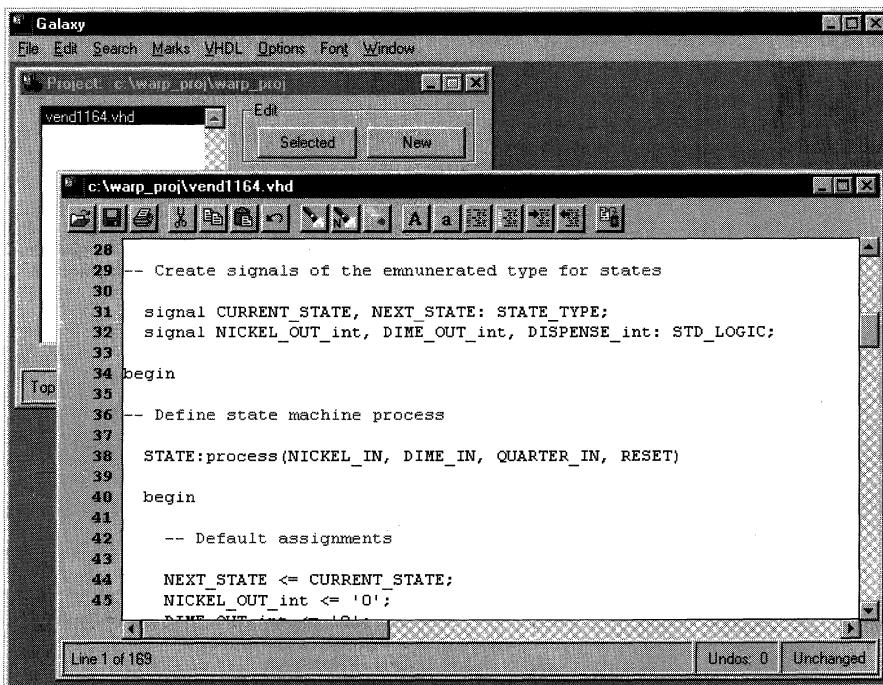 Galaxy
File Edit Search Marks VHDL Options Font Window
Project: c:\warp_proj\warp_proj
vend1164.vhd
Edit
Selected New
c:\warp_proj\vend1164.vhd
N A a
28
29 -- Create signals of the emnunerated type for states
30
31 signal CURRENT_STATE, NEXT_STATE: STATE_TYPE;
32 signal NICKEL_OUT_int, DIME_OUT_int, DISPENSE_int: STD_LOGIC;
33
34 begin
35
36 -- Define state machine process
37
38 STATE:process(NICKEL_IN, DIME_IN, QUARTER_IN, RESET)
39
40 begin
41
42 -- Default assignments
43
44 NEXT_STATE <= CURRENT_STATE;
45 NICKEL_OUT_int <= '0';
DIME_OUT_int <= '0';
Top
Line 1 of 169 Undos: 0 Unchanged